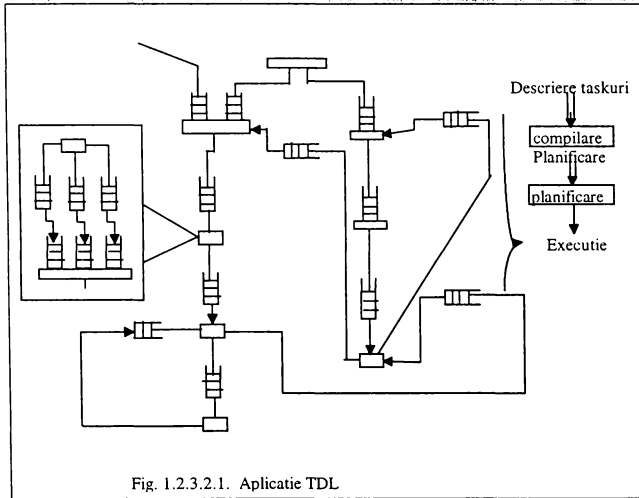 Descriere taskuri
compilare
Planificare
planificare
Executie
Fig. 1.2.3.2.1. Aplicatie TDL